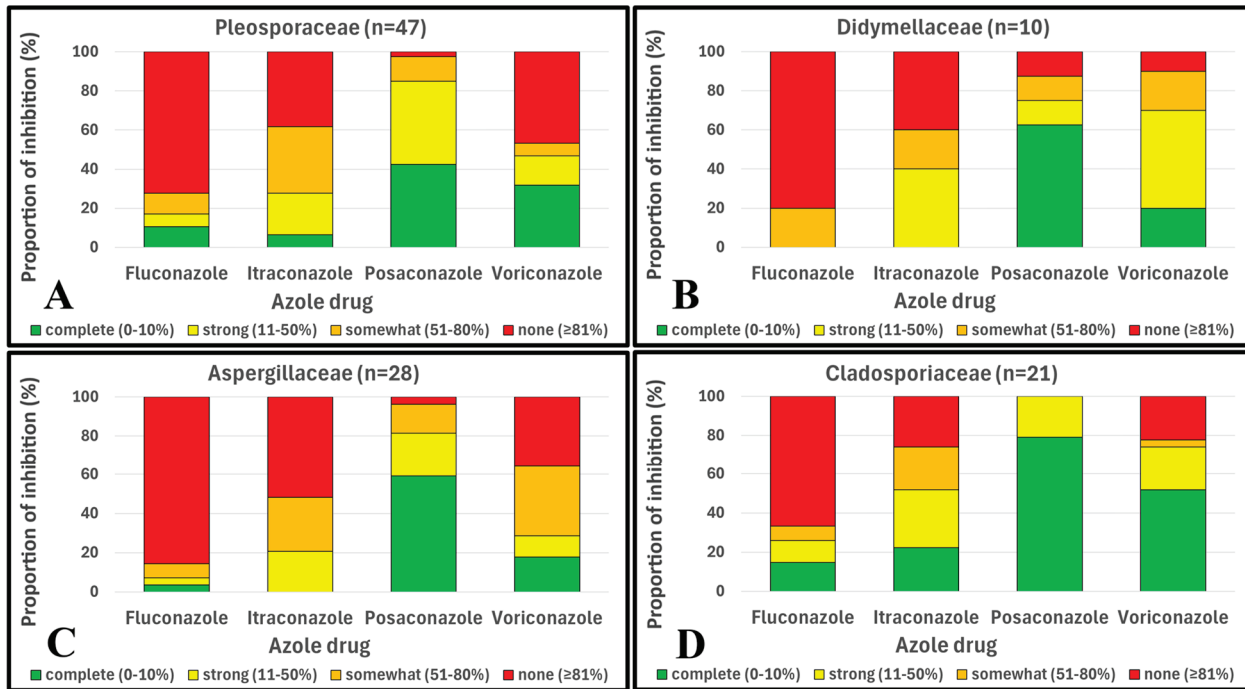 Pleosporaceae (n=47)
Proportion of inhibition (%)
100
80
60
40
20
0
Fluconazole Itraconazole Posaconazole Voriconazole
Azole drug
A
complete (0-10%) strong (11-50%) somewhat (51-80%) none (≥81%)
Didymellaceae (n=10)
Proportion of inhibition (%)
100
80
60
40
20
0
Fluconazole Itraconazole Posaconazole Voriconazole
Azole drug
B
complete (0-10%) strong (11-50%) somewhat (51-80%) none (≥81%)
Aspergillaceae (n=28)
Proportion of inhibition (%)
100
80
60
40
20
0
Fluconazole Itraconazole Posaconazole Voriconazole
Azole drug
C
complete (0-10%) strong (11-50%) somewhat (51-80%) none (≥81%)
Cladosporiaceae (n=21)
Proportion of inhibition (%)
100
80
60
40
20
0
Fluconazole Itraconazole Posaconazole Voriconazole
Azole drug
D
complete (0-10%) strong (11-50%) somewhat (51-80%) none (≥81%)